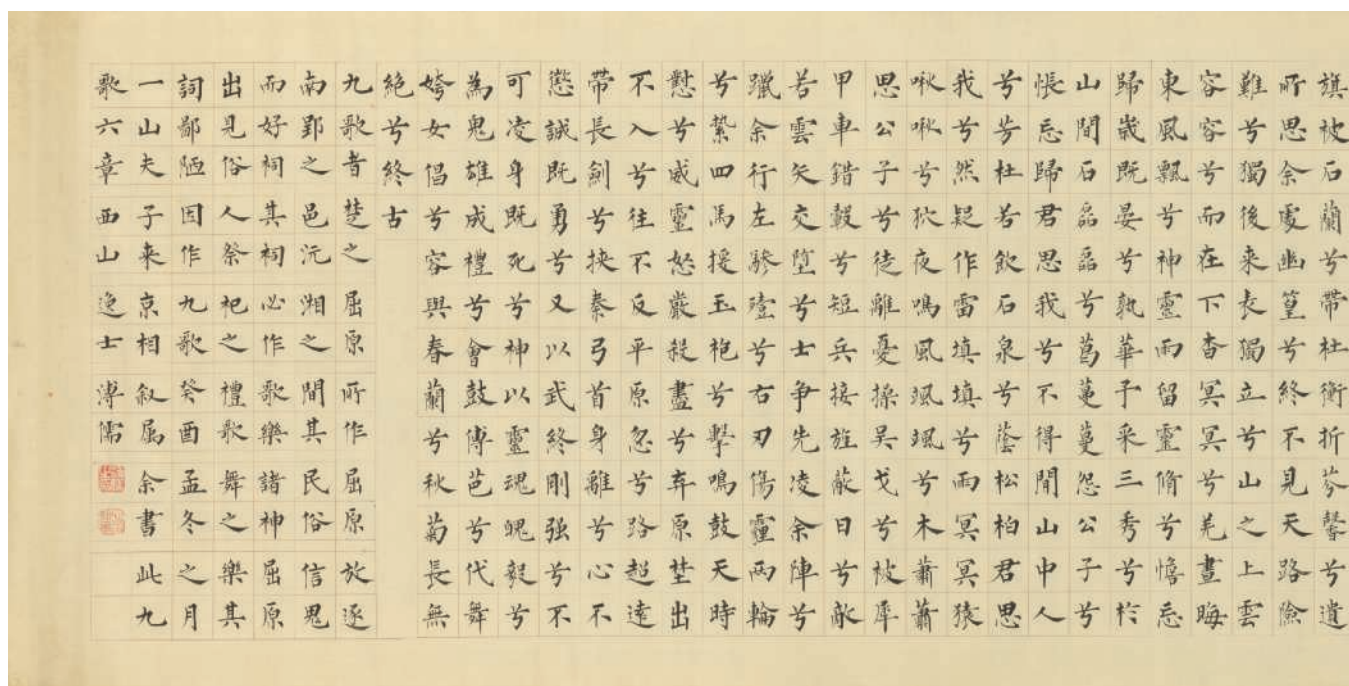 旗被石蘭兮帶杜衡折芬馨兮遺
所思余處幽篁兮終不見天路險
難兮獨後来表獨立兮山之上雲
容容兮而在下杳冥冥兮羌晝晦
東風飄兮神靈雨留靈脩兮憺忘
歸歲既晏兮孰華予采三秀兮於
山間石磊磊兮葛蔓蔓怨公子兮
悵忘歸君思我兮不得閒山中人
兮芳杜若飲石泉兮蔭松柏君思
我兮然疑作雷填填兮雨冥冥猿
啾啾兮狖夜鳴風颯颯兮木蕭蕭
思公子兮徒離憂操吳戈兮被犀
甲車錯轂兮短兵接旌蔽日兮敵
若雲矢交墮兮士争先凌余陣兮
躐余行左驂殪兮右刃傷霾兩輪
兮縶四馬援玉枹兮擊鳴鼓天時
懟兮威靈怒嚴殺盡兮弃原埜出
不入兮往不反平原忽兮路超遠
帶長劍兮挾秦弓首身離兮心不
懲誠既勇兮又以武終剛强兮不
可凌身既死兮神以靈魂魄毅兮
為鬼雄成禮兮會鼓傳芭兮代舞
姱女倡兮容與春蘭兮秋菊長無
絶兮終古
九歌者楚之屈原所作屈原放逐
南郢之邑沅湘之間其民俗信鬼
而好祠其祠必作歌樂諸神屈原
出見俗人祭祀之禮歌舞之樂其
詞鄙陋因作九歌癸酉孟冬之月
一山夫子来京相叙属余書此九
歌六章西山逸士溥儒